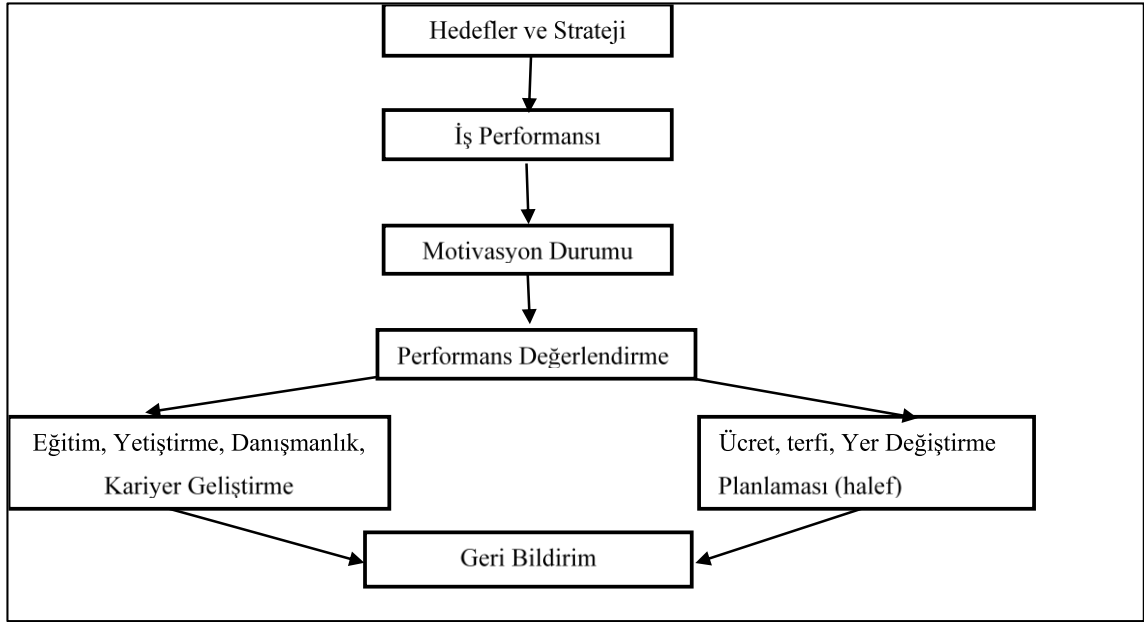 Hedefler ve Strateji
İş Performansı
Motivasyon Durumu
Performans Değerlendirme
Eğitim, Yetiştirme, Danışmanlık,
Kariyer Geliştirme
Ücret, terfi, Yer Değiştirme
Planlaması (halef)
Geri Bildirim